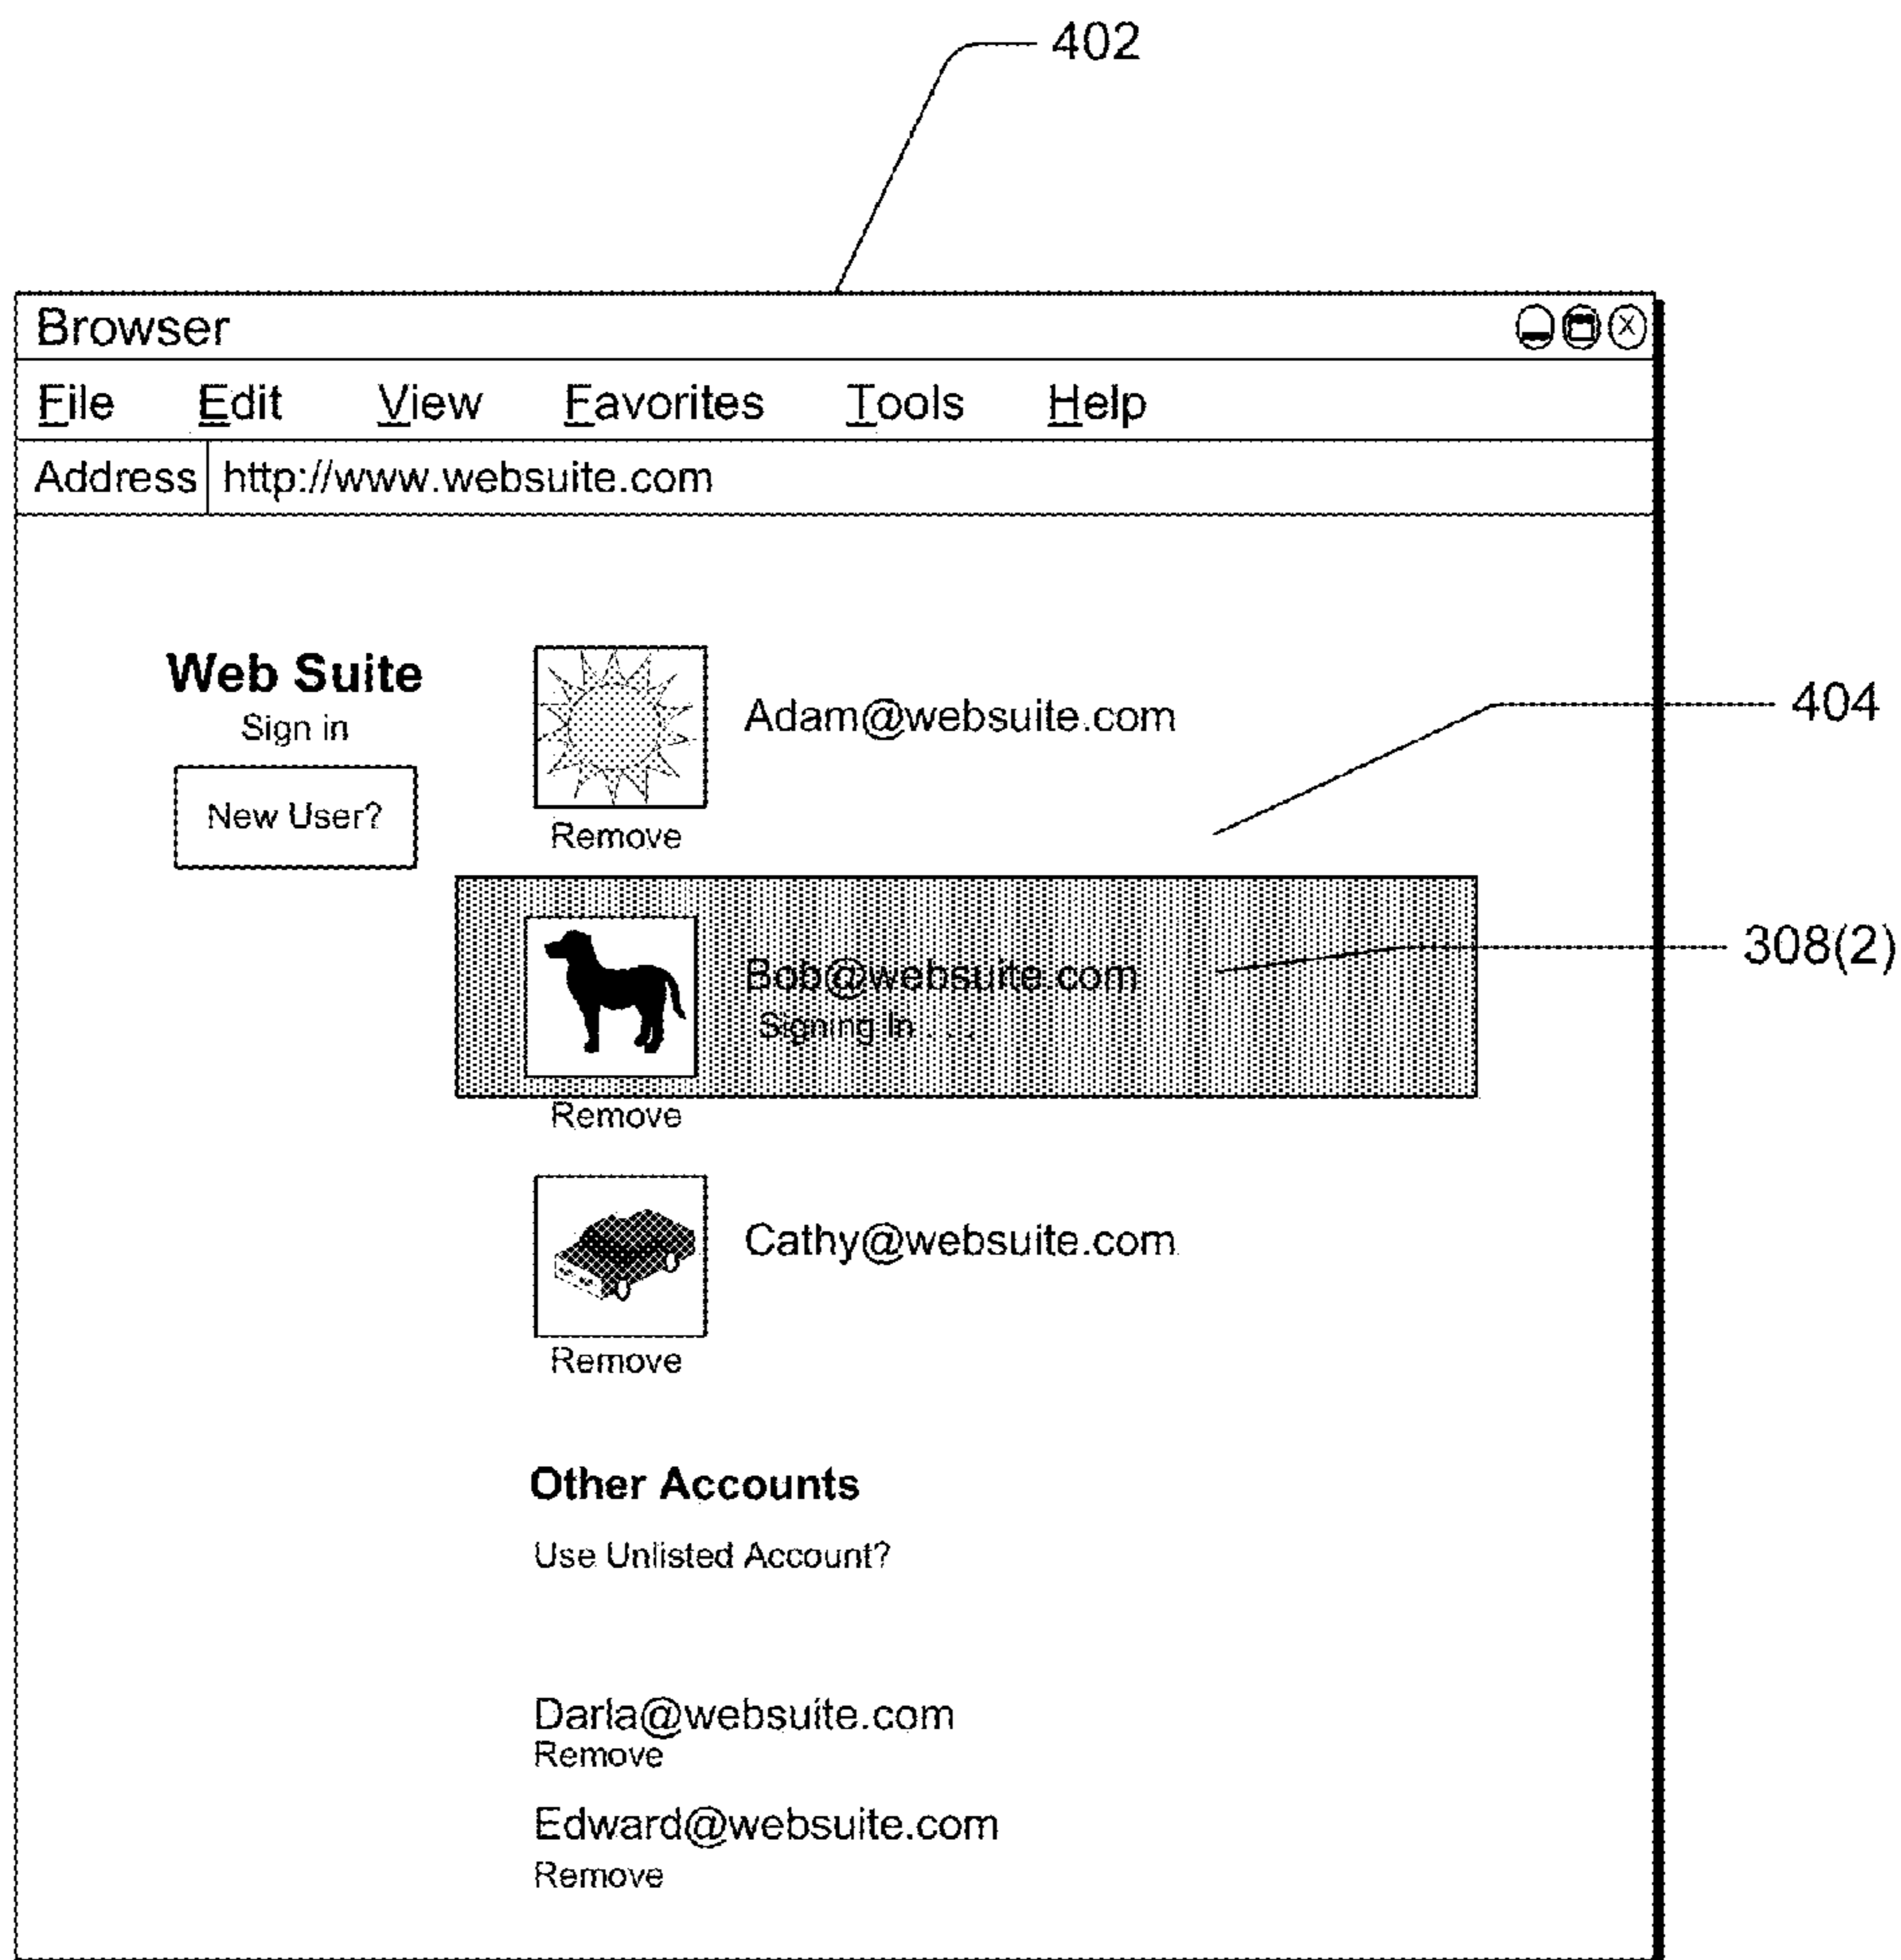 402
Browser
File Edit View Favorites Tools Help
Address http://www.websuite.com
Web Suite
Sign in
New User?
Adam@websuite.com
Remove
404
Bob@websuite.com
Signing In . . .
308(2)
Remove
Cathy@websuite.com
Remove
Other Accounts
Use Unlisted Account?
Darla@websuite.com
Remove
Edward@websuite.com
Remove